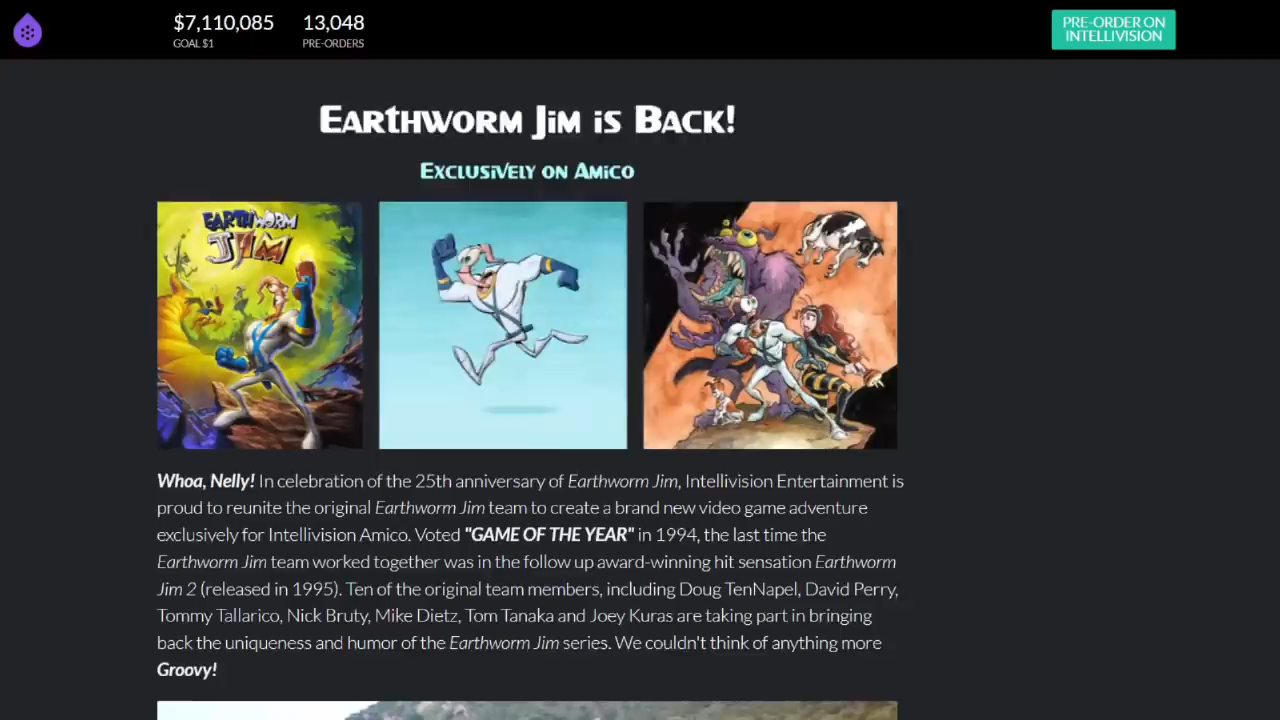 $7,110,085
GOAL $1
13,048
PRE-ORDERS
PRE-ORDER ON
INTELLIVISION
EARTHWORM JIM IS BACK!
EXCLUSIVELY ON AMICO
EARTHWORM
JIM
Whoa, Nelly! In celebration of the 25th anniversary of Earthworm Jim, Intellivision Entertainment is
proud to reunite the original Earthworm Jim team to create a brand new video game adventure
exclusively for Intellivision Amico. Voted "GAME OF THE YEAR" in 1994, the last time the
Earthworm Jim team worked together was in the follow up award-winning hit sensation Earthworm
Jim 2 (released in 1995). Ten of the original team members, including Doug TenNapel, David Perry,
Tommy Tallarico, Nick Bruty, Mike Dietz, Tom Tanaka and Joey Kuras are taking part in bringing
back the uniqueness and humor of the Earthworm Jim series. We couldn't think of anything more
Groovy!